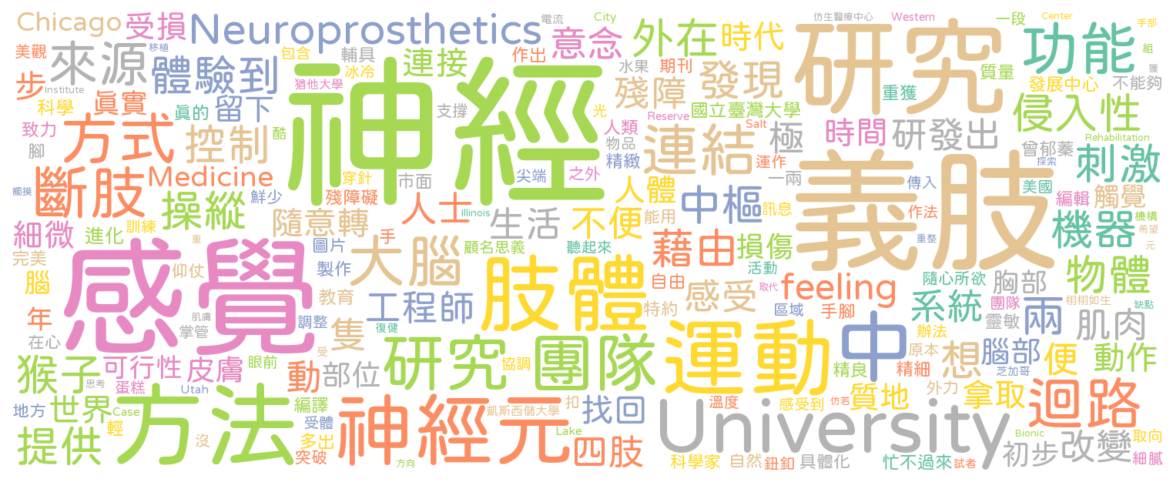 Chicago
受損
Neuroprosthetics
電流
City
意念
外在
時代
研究
仿生醫療中心
Western
一段
Center
功能
手部
組
獲
美觀
移植
來源
體驗到
包含
輔具
作出
連接
神經
水果
期刊
發現
質量
發展中心
不能夠
步
Institute
猶他大學
冰冷
殘障
重獲
侵入性
科學
真實
真的
留下
支撐
光
國立臺灣大學
致力
方式
控制
酷
人類
Reserve
Salt
時間
研發出
曾郁蓁
Rehabilitation
腳
物品
連結
極
探索
刺激
斷肢
Medicine
穿針
市面
尖端
精緻
之外
運作
一兩
義肢
美國
觸摸
操縱
殘障礙
鮮少
人士
Illinois
人體
中樞
訊息
傳入
編輯
觸覺
細微
進化
訓練
重
隨意轉
手
生活
不便
能用
作法
機構
機器
希望
完美
感覺
仰仗
圖片
大腦
顧名思義
聽起來
藉由
損傷
重整
元
腦
製作
自由
活動
隨心所欲
胸部
物體
教育
肢體
感受
取代
feeling
系統
團隊
栩栩如生
缺點
年
肌膚
調整
工程師
復健
特約
區域
手腳
靈敏
兩
肌肉
在心
掌管
隻
運動
中
辦法
猴子
可行性
皮膚
眼前
受
動
部位
研究
協調
團隊
原本
想
腦部
便
動作
思考
蛋糕
精良
精細
芝加哥
地方
世界
Case
Utah
受體
編譯
神經元
凱斯西儲大學
扣
找回
溫度
感受到
外力
質地
仿若
拿取
迴路
方法
輕
沒
多出
Lake
University
Bionic
取向
提供
突破
方向
四肢
科學家
自然
鈕釦
具體化
忙不過來
試者
初步
改變
細膩